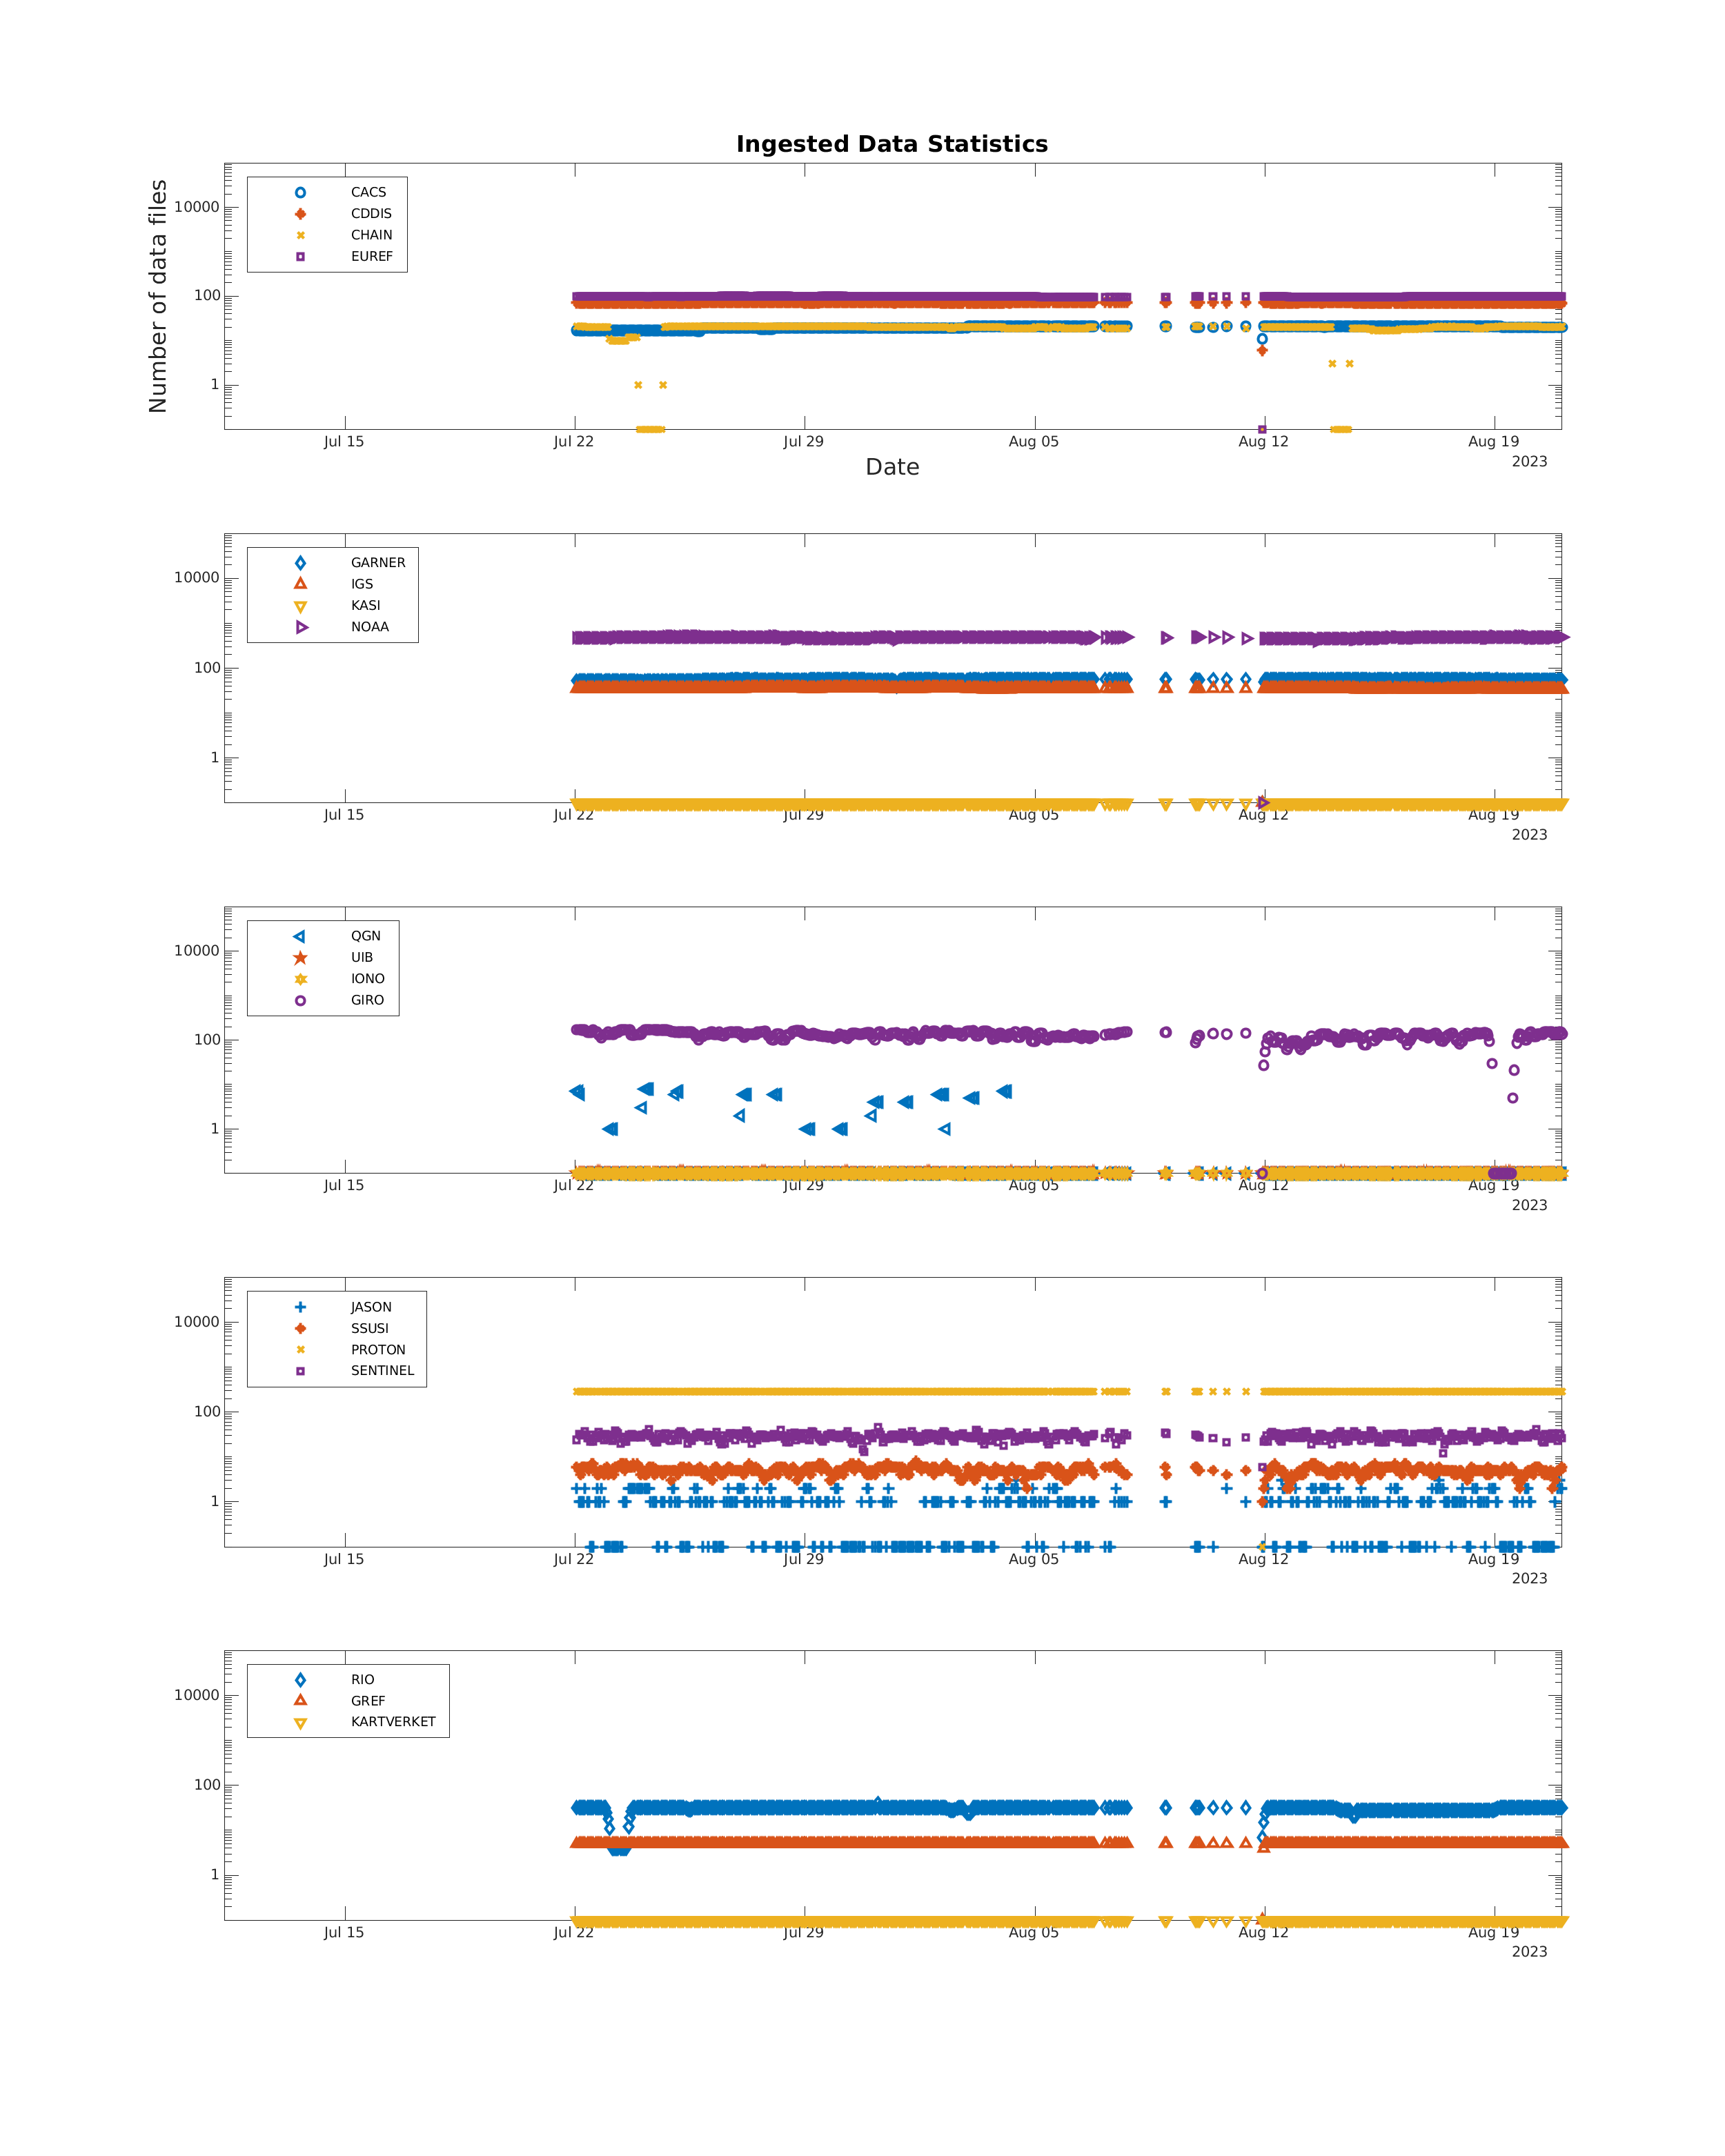 Ingested Data Statistics
Number of data files
10000
100
1
CACS
CDDIS
CHAIN
EUREF
Jul 15 Jul 22 Jul 29 Aug 05 Aug 12 Aug 19
2023
Date
10000
100
1
GARNER
IGS
KASI
NOAA
Jul 15 Jul 22 Jul 29 Aug 05 Aug 12 Aug 19
2023
10000
100
1
QGN
UIB
IONO
GIRO
Jul 15 Jul 22 Jul 29 Aug 05 Aug 12 Aug 19
2023
10000
100
1
JASON
SSUSI
PROTON
SENTINEL
Jul 15 Jul 22 Jul 29 Aug 05 Aug 12 Aug 19
2023
10000
100
1
RIO
GREF
KARTVERKET
Jul 15 Jul 22 Jul 29 Aug 05 Aug 12 Aug 19
2023